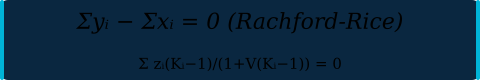 Σyᵢ − Σxᵢ = 0 (Rachford-Rice)
Σ zᵢ(Kᵢ−1)/(1+V(Kᵢ−1)) = 0